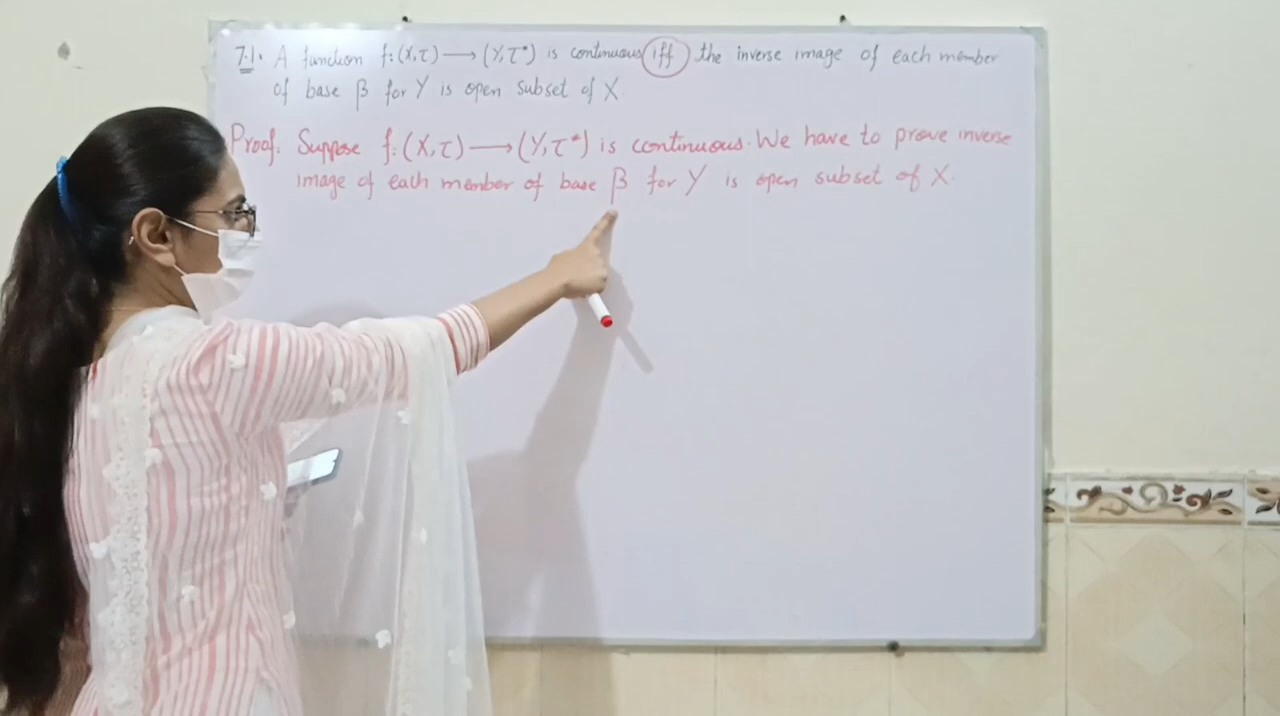 7.1. A function f:(X,τ)⟶(Y,τ*) is continuous iff the inverse image of each member
of base β for Y is open subset of X
Proof: Suppose f:(X,τ)⟶(Y,τ*) is continuous. We have to prove inverse
image of each member of base β for Y is open subset of X.